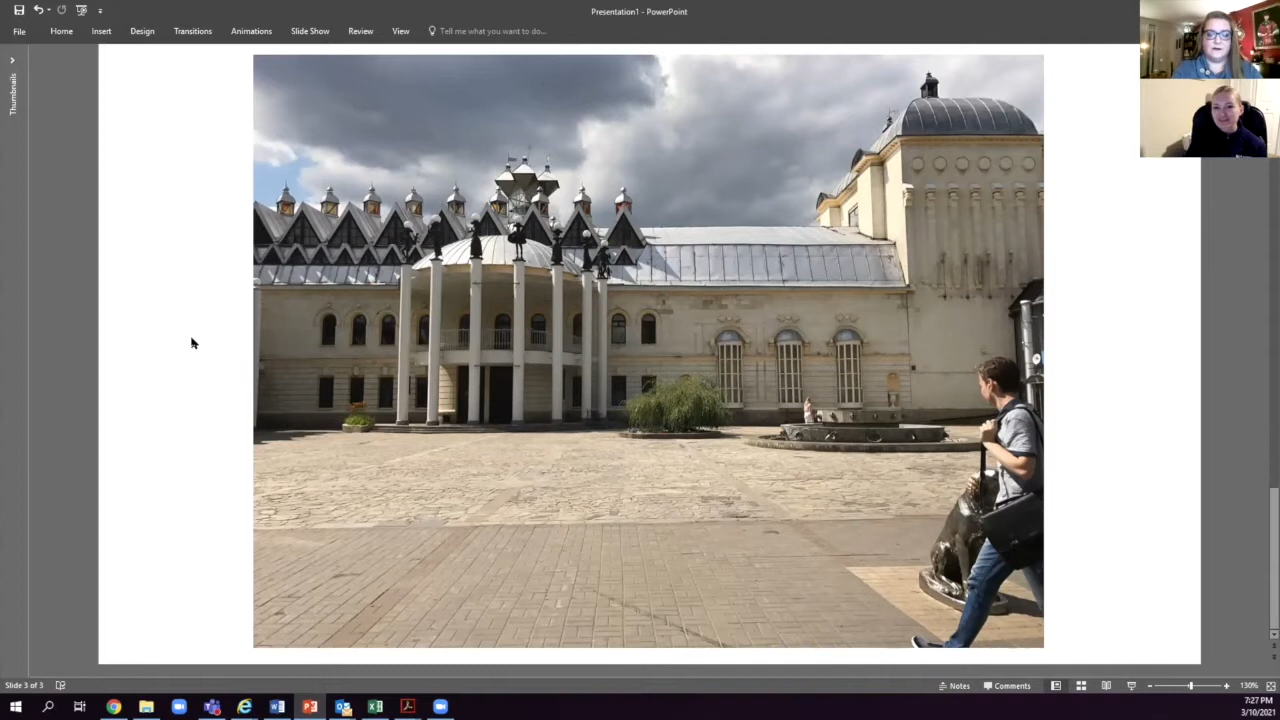 Presentation1 - PowerPoint
File Home Insert Design Transitions Animations Slide Show Review View Tell me what you want to do...
Thumbnails
Slide 3 of 3 Notes Comments 130%
7:27 PM
3/10/2021